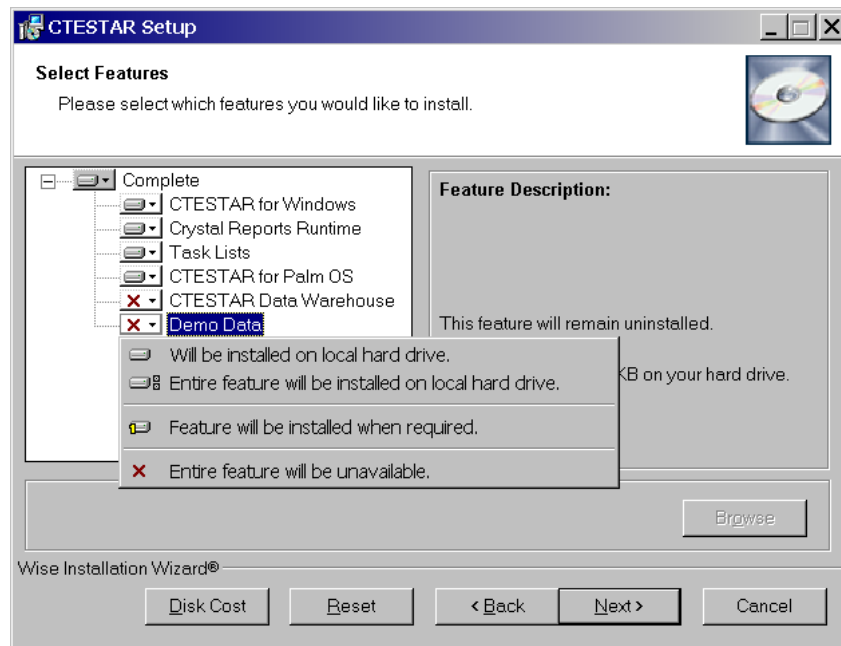 CTESTAR Setup
Select Features
Please select which features you would like to install.
Complete
CTESTAR for Windows
Crystal Reports Runtime
Task Lists
CTESTAR for Palm OS
CTESTAR Data Warehouse
Demo Data
Will be installed on local hard drive.
Entire feature will be installed on local hard drive.
Feature will be installed when required.
Entire feature will be unavailable.
Feature Description:
This feature will remain uninstalled.
KB on your hard drive.
Browse
Wise Installation Wizard®
Disk Cost
Reset
< Back
Next >
Cancel